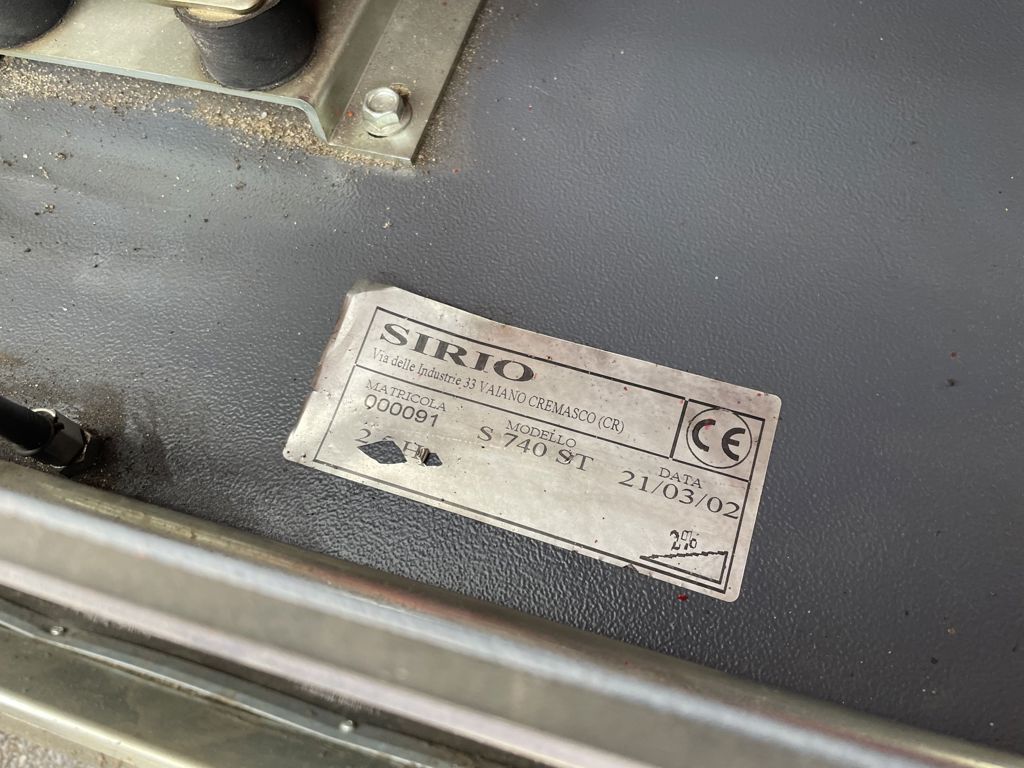 SIRIO
Via delle Industrie 33 VAIANO CREMASCO (CR)
CE
MATRICOLA MODELLO DATA
000091 S 740 ST 21/03/02
2%